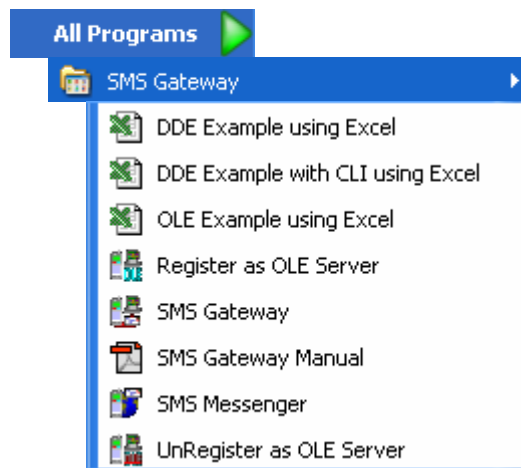 All Programs
SMS Gateway
DDE Example using Excel
DDE Example with CLI using Excel
OLE Example using Excel
Register as OLE Server
SMS Gateway
SMS Gateway Manual
SMS Messenger
UnRegister as OLE Server